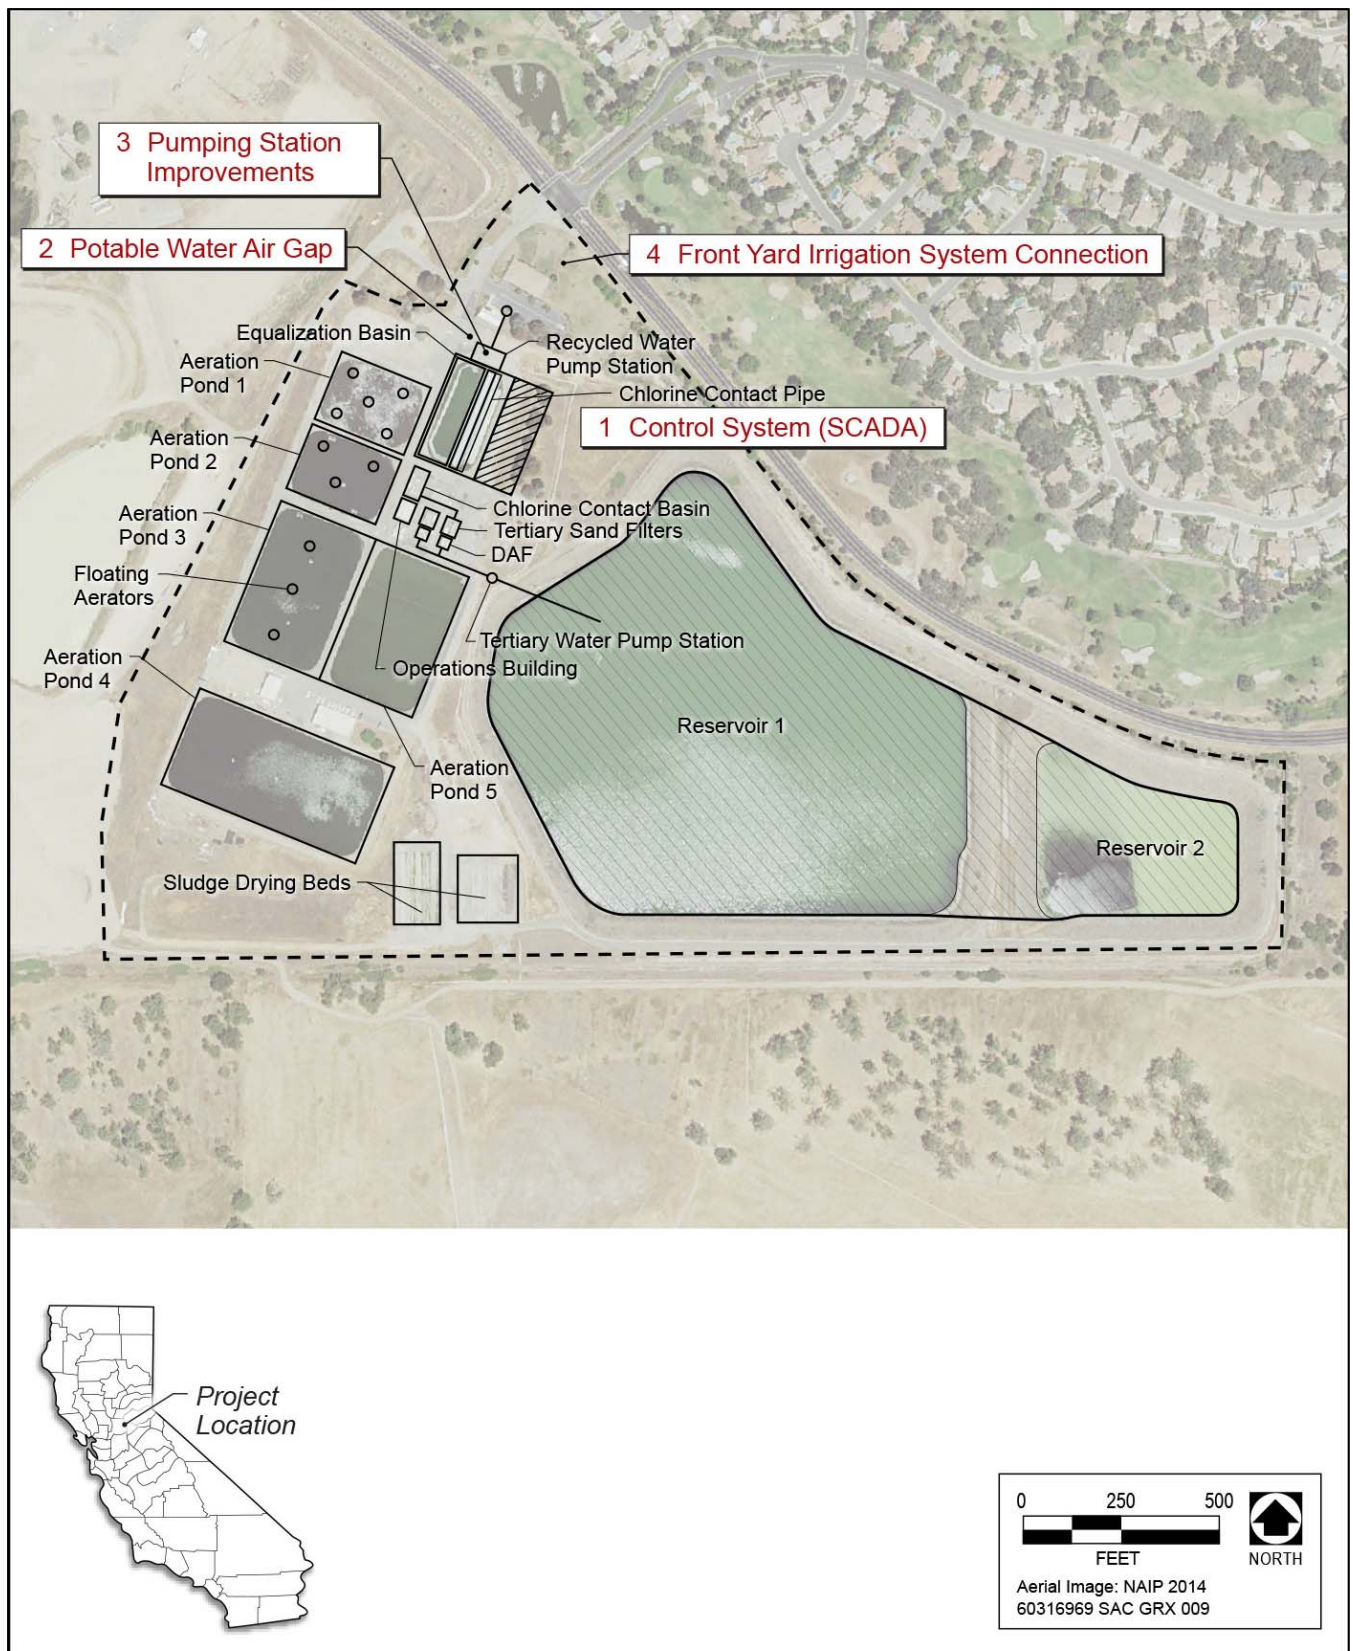 3 Pumping Station
Improvements
2 Potable Water Air Gap
4 Front Yard Irrigation System Connection
Equalization Basin
Recycled Water
Pump Station
Aeration
Pond 1
Chlorine Contact Pipe
1 Control System (SCADA)
Aeration
Pond 2
Chlorine Contact Basin
Aeration
Pond 3
Tertiary Sand Filters
DAF
Floating
Aerators
Tertiary Water Pump Station
Aeration
Pond 4
Operations Building
Reservoir 1
Aeration
Pond 5
Reservoir 2
Sludge Drying Beds
Project
Location
0 250 500
FEET
NORTH
Aerial Image: NAIP 2014
60316969 SAC GRX 009